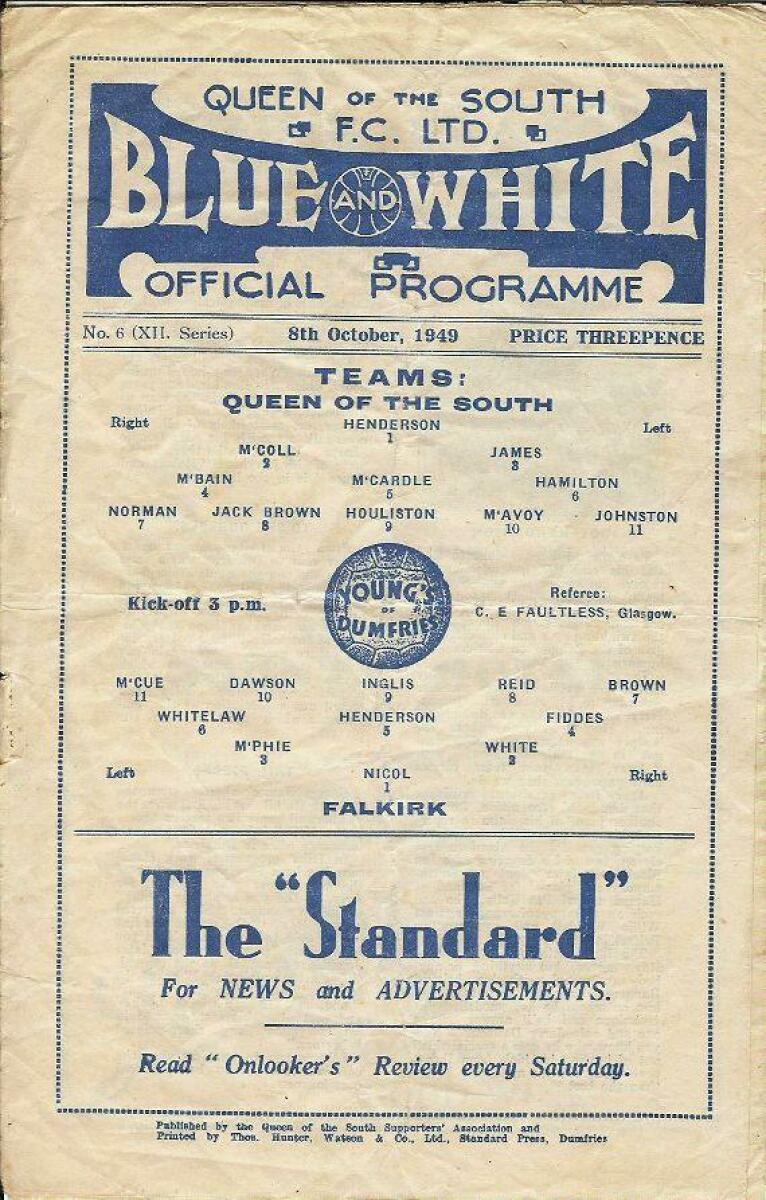 QUEEN OF THE SOUTH
F.C. LTD.
BLUE AND WHITE
OFFICIAL PROGRAMME
No. 6 (XII. Series) 8th October, 1949 PRICE THREEPENCE
TEAMS:
QUEEN OF THE SOUTH
Right HENDERSON Left
1
M'COLL JAMES
2 3
M'BAIN M'CARDLE HAMILTON
4 5 6
NORMAN JACK BROWN HOULISTON M'AVOY JOHNSTON
7 8 9 10 11
YOUNG'S
OF
DUMFRIES
Kick-off 3 p.m.
Referee:
C. E FAULTLESS, Glasgow.
M'CUE DAWSON INGLIS REID BROWN
11 10 9 8 7
WHITELAW HENDERSON FIDDES
6 5 4
M'PHIE WHITE
3 2
Left NICOL Right
1
FALKIRK
The "Standard"
For NEWS and ADVERTISEMENTS.
Read "Onlooker's" Review every Saturday.
Published by the Queen of the South Supporters' Association and
Printed by Thos. Hunter, Watson & Co., Ltd., Standard Press, Dumfries